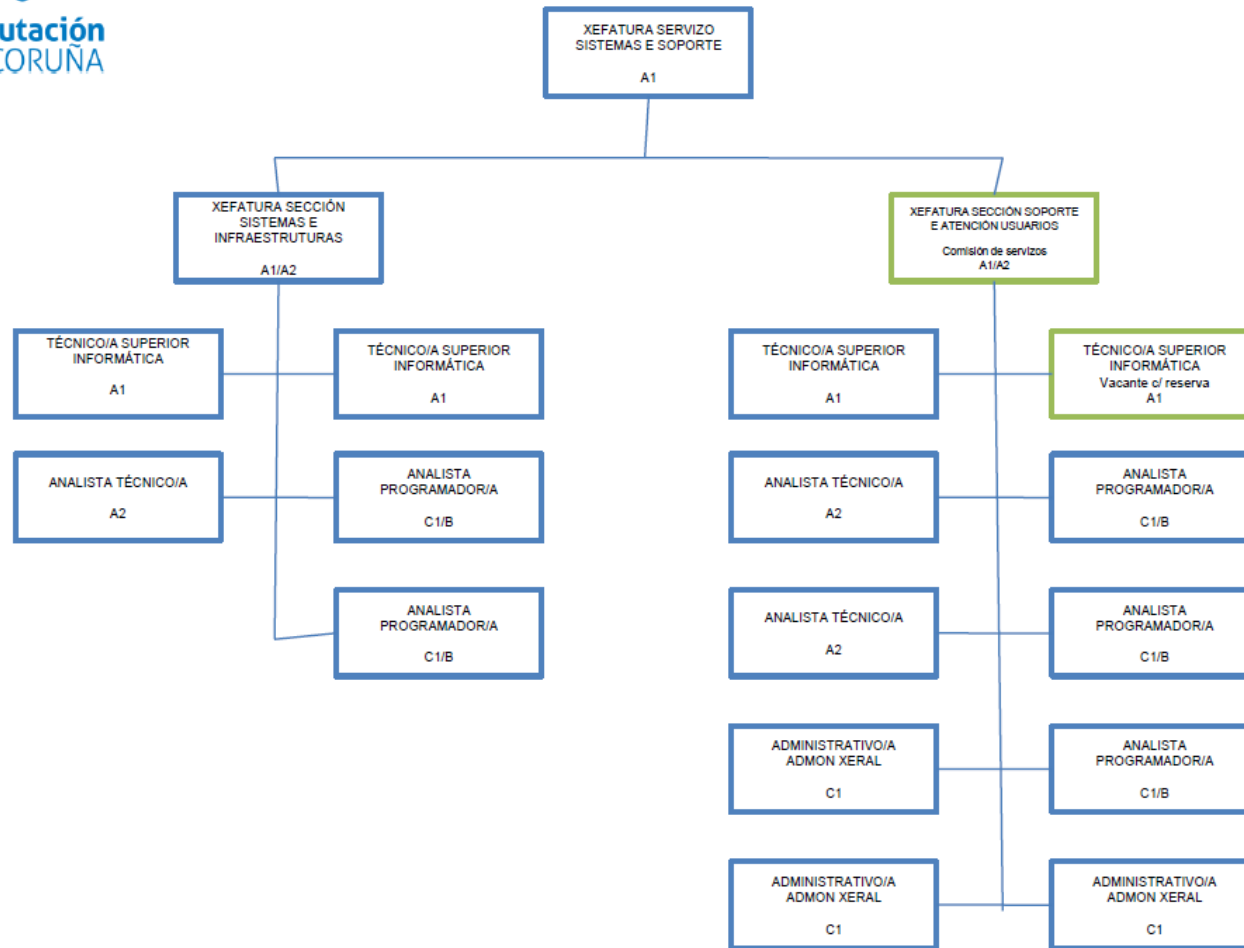 utación
CORUÑA
XEFATURA SERVIZO
SISTEMAS E SOPORTE
A1
XEFATURA SECCIÓN
SISTEMAS E
INFRAESTRUTURAS
A1/A2
XEFATURA SECCIÓN SOPORTE
E ATENCIÓN USUARIOS
Comisión de servizos
A1/A2
TÉCNICO/A SUPERIOR
INFORMÁTICA
A1
TÉCNICO/A SUPERIOR
INFORMÁTICA
A1
TÉCNICO/A SUPERIOR
INFORMÁTICA
A1
TÉCNICO/A SUPERIOR
INFORMÁTICA
Vacante c/ reserva
A1
ANALISTA TÉCNICO/A
A2
ANALISTA
PROGRAMADOR/A
C1/B
ANALISTA TÉCNICO/A
A2
ANALISTA
PROGRAMADOR/A
C1/B
ANALISTA
PROGRAMADOR/A
C1/B
ANALISTA TÉCNICO/A
A2
ANALISTA
PROGRAMADOR/A
C1/B
ADMINISTRATIVO/A
ADMON XERAL
C1
ANALISTA
PROGRAMADOR/A
C1/B
ADMINISTRATIVO/A
ADMON XERAL
C1
ADMINISTRATIVO/A
ADMON XERAL
C1